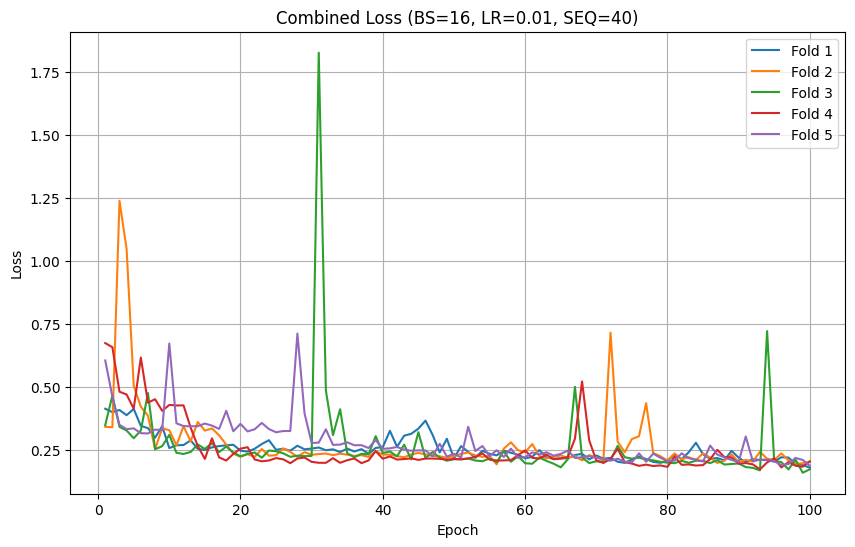 Combined Loss (BS=16, LR=0.01, SEQ=40)
Fold 1
Fold 2
Fold 3
Fold 4
Fold 5
1.75
1.50
1.25
1.00
0.75
0.50
0.25
Loss
0
20
40
60
80
100
Epoch